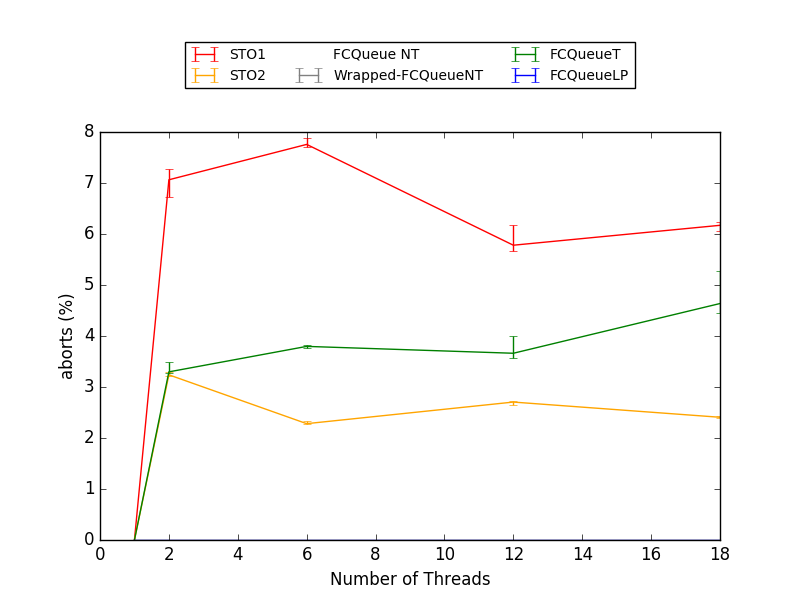 STO1 FCQueue NT FCQueueT
STO2 Wrapped-FCQueueNT FCQueueLP
8
7
6
5
4
3
2
1
0
aborts (%)
0 2 4 6 8 10 12 14 16 18
Number of Threads